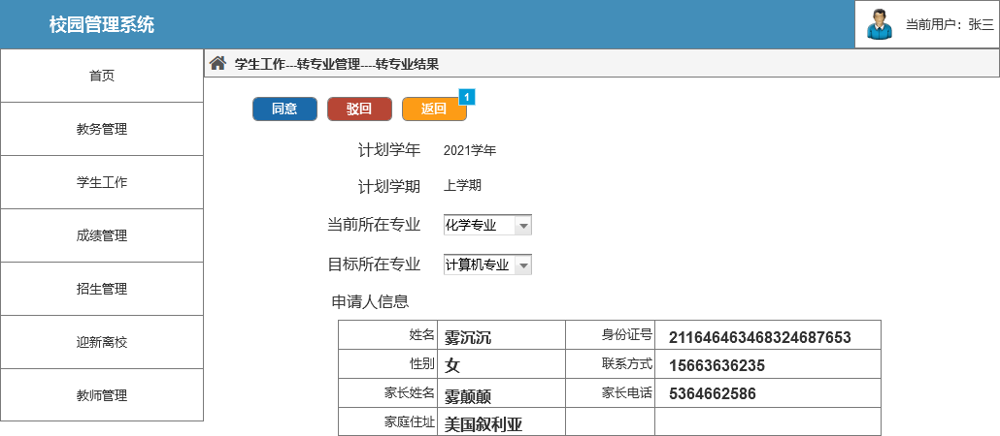 校园管理系统
当前用户：张三
首页
教务管理
学生工作
成绩管理
招生管理
迎新离校
教师管理
学生工作---转专业管理----转专业结果
同意 驳回 返回 1
计划学年 2021学年
计划学期 上学期
当前所在专业 化学专业
目标所在专业 计算机专业
申请人信息
姓名 雾沉沉 身份证号 211646463468324687653
性别 女 联系方式 15663636235
家长姓名 雾颠颠 家长电话 5364662586
家庭住址 美国叙利亚